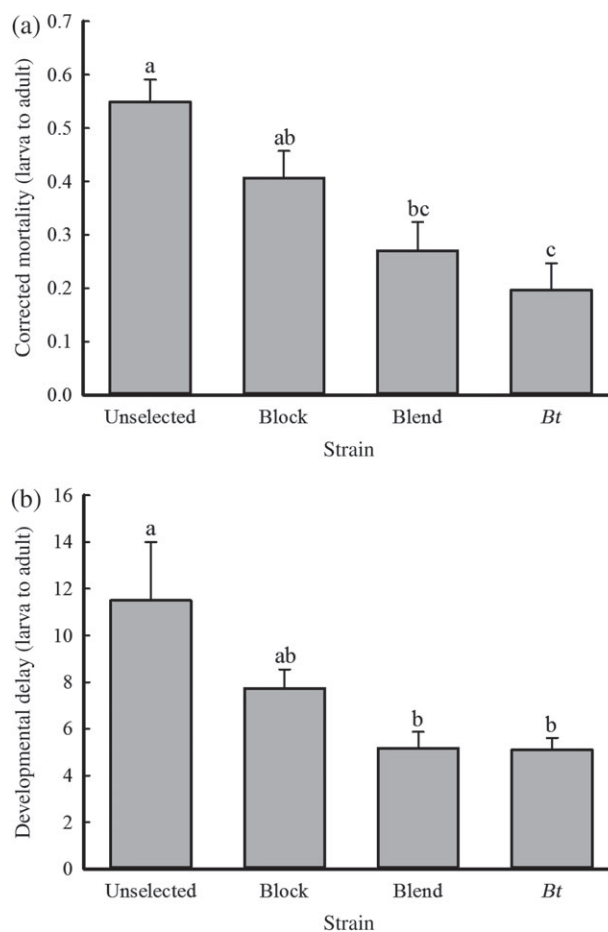 (a)
Corrected mortality (larva to adult)
0.7
0.6
0.5
0.4
0.3
0.2
0.1
0.0
a
ab
bc
c
Unselected Block Blend Bt
Strain
(b)
Developmental delay (larva to adult)
16
14
12
10
8
6
4
2
0
a
ab
b
b
Unselected Block Blend Bt
Strain